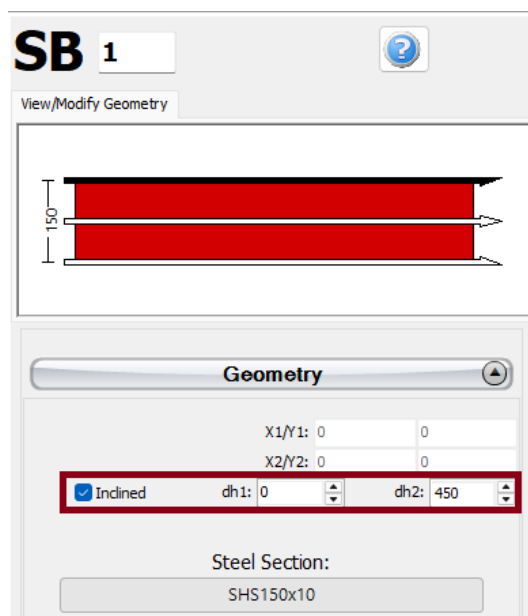 SB 1
View/Modify Geometry
150
Geometry
X1/Y1: 0 0
X2/Y2: 0 0
Inclined dh1: 0 dh2: 450
Steel Section:
SHS150x10